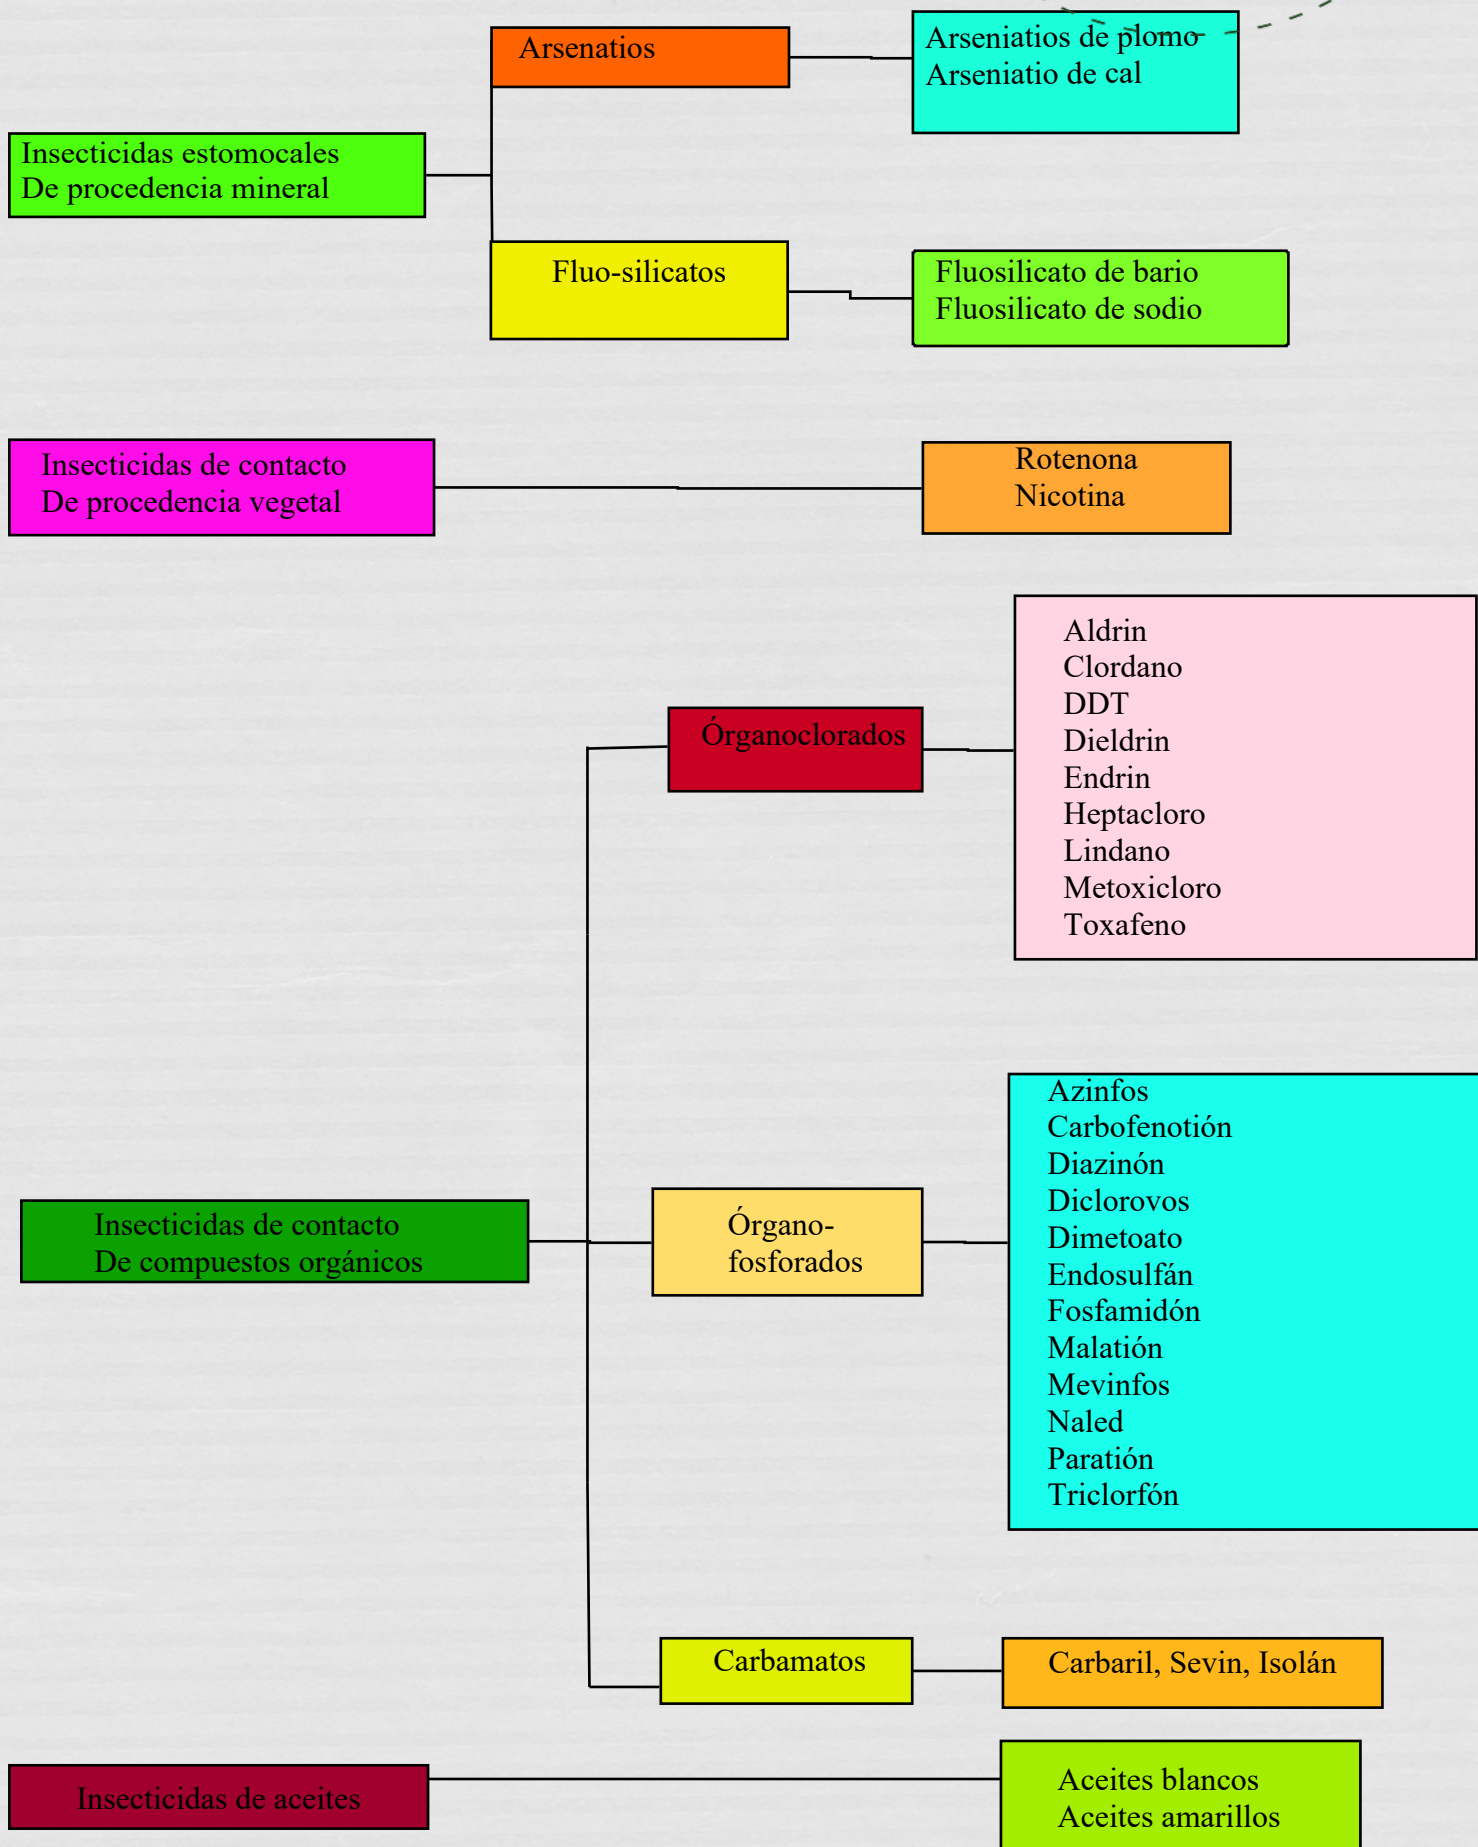 Arsenatios
Arseniatios de plomo
Arseniatio de cal
Insecticidas estomocales
De procedencia mineral
Fluo-silicatos
Fluosilicato de bario
Fluosilicato de sodio
Insecticidas de contacto
De procedencia vegetal
Rotenona
Nicotina
Órganoclorados
Aldrin
Clordano
DDT
Dieldrin
Endrin
Heptacloro
Lindano
Metoxicloro
Toxafeno
Insecticidas de contacto
De compuestos orgánicos
Órgano-
fosforados
Azinfos
Carbofenotión
Diazinón
Diclorovos
Dimetoato
Endosulfán
Fosfamidón
Malatión
Mevinfos
Naled
Paratión
Triclorfón
Carbamatos
Carbaril, Sevin, Isolán
Insecticidas de aceites
Aceites blancos
Aceites amarillos